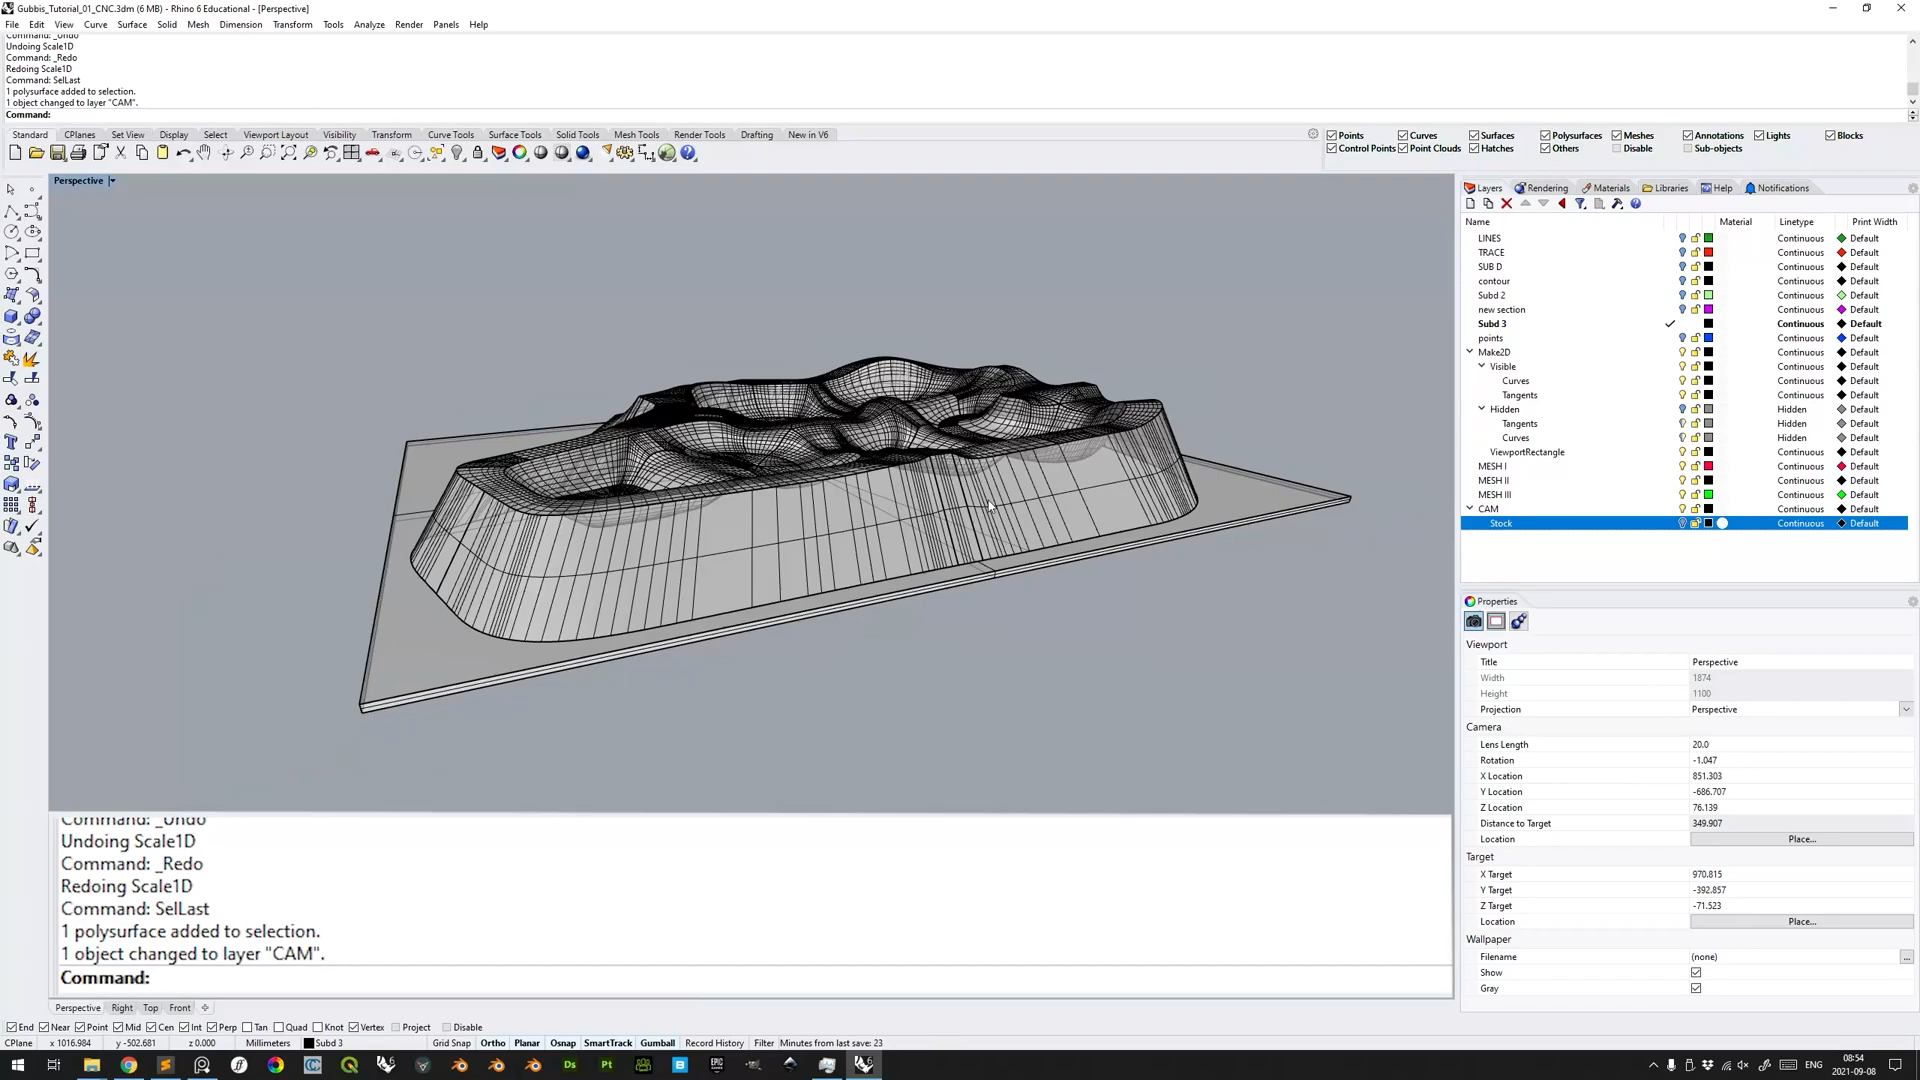 Gubbis_Tutorial_01_CNC.3dm (6 MB) - Rhino 6 Educational - [Perspective]
File Edit View Curve Surface Solid Mesh Dimension Transform Tools Analyze Render Panels Help
Command: _Undo
Undoing Scale1D
Command: _Redo
Redoing Scale1D
Command: SelLast
1 polysurface added to selection.
1 object changed to layer "CAM".
Command:
Standard CPlanes Set View Display Select Viewport Layout Visibility Transform Curve Tools Surface Tools Solid Tools Mesh Tools Render Tools Drafting New in V6
Points Curves Surfaces Polysurfaces Meshes Annotations Lights Blocks
Control Points Point Clouds Hatches Others Disable Sub-objects
Perspective
Layers Rendering Materials Libraries Help Notifications
Name Material Linetype Print Width
LINES Continuous Default
TRACE Continuous Default
SUB D Continuous Default
contour Continuous Default
Subd 2 Continuous Default
new section Continuous Default
Subd 3 Continuous Default
points Continuous Default
Make2D Continuous Default
Visible Continuous Default
Curves Continuous Default
Tangents Continuous Default
Hidden Hidden Default
Tangents Hidden Default
Curves Hidden Default
ViewportRectangle Continuous Default
MESH I Continuous Default
MESH II Continuous Default
MESH III Continuous Default
CAM Continuous Default
Stock Continuous Default
Properties
Viewport
Title Perspective
Width 1874
Height 1100
Projection Perspective
Camera
Lens Length 20.0
Rotation -1.047
X Location 851.303
Y Location -686.707
Z Location 76.139
Distance to Target 349.907
Location Place...
Target
X Target 970.815
Y Target -392.857
Z Target -71.523
Location Place...
Wallpaper
Filename (none) ...
Show
Gray
Command: _Undo
Undoing Scale1D
Command: _Redo
Redoing Scale1D
Command: SelLast
1 polysurface added to selection.
1 object changed to layer "CAM".
Command:
Perspective Right Top Front
End Near Point Mid Cen Int Perp Tan Quad Knot Vertex Project Disable
CPlane x 1016.984 y -502.681 z 0.000 Millimeters Subd 3 Grid Snap Ortho Planar Osnap SmartTrack Gumball Record History Filter Minutes from last save: 23
Ds Pt B EPIC 6 ENG
08:54
2021-09-08